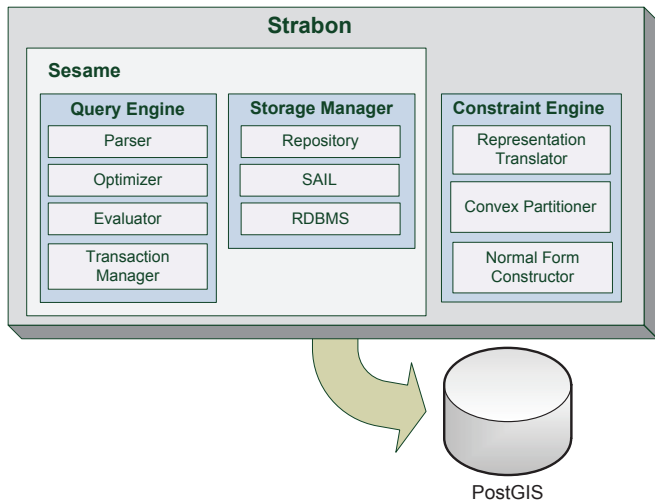 Strabon
Sesame
Query Engine
Parser
Optimizer
Evaluator
Transaction
Manager
Storage Manager
Repository
SAIL
RDBMS
Constraint Engine
Representation
Translator
Convex Partitioner
Normal Form
Constructor
PostGIS